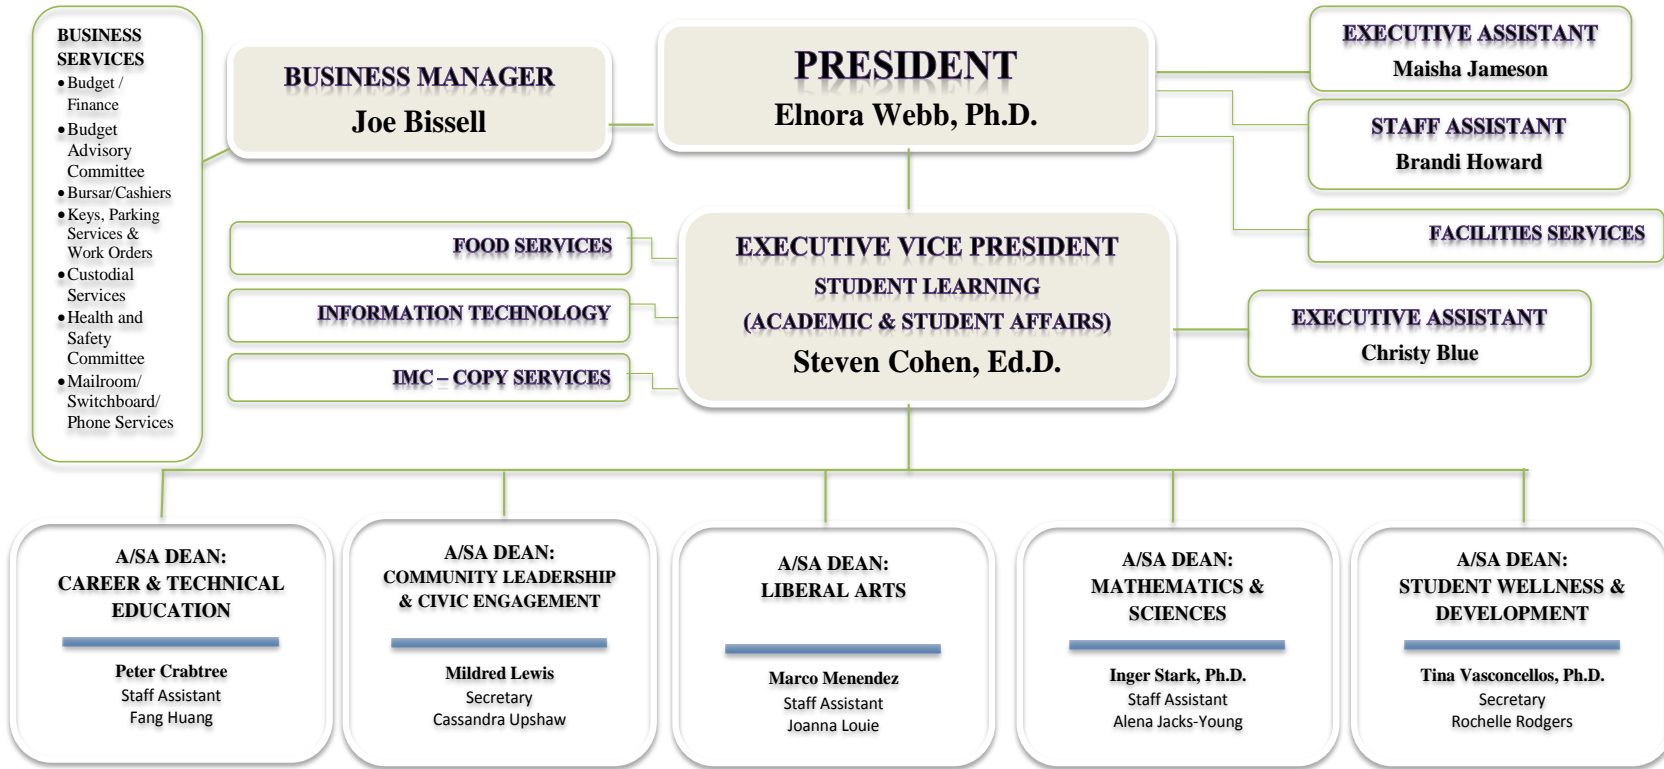 BUSINESS
SERVICES
•Budget /
Finance
•Budget
Advisory
Committee
•Bursar/Cashiers
•Keys, Parking
Services &
Work Orders
•Custodial
Services
•Health and
Safety
Committee
•Mailroom/
Switchboard/
Phone Services
BUSINESS MANAGER
Joe Bissell
PRESIDENT
Elnora Webb, Ph.D.
EXECUTIVE ASSISTANT
Maisha Jameson
STAFF ASSISTANT
Brandi Howard
FACILITIES SERVICES
FOOD SERVICES
INFORMATION TECHNOLOGY
IMC – COPY SERVICES
EXECUTIVE VICE PRESIDENT
STUDENT LEARNING
(ACADEMIC & STUDENT AFFAIRS)
Steven Cohen, Ed.D.
EXECUTIVE ASSISTANT
Christy Blue
A/SA DEAN:
CAREER & TECHNICAL
EDUCATION
Peter Crabtree
Staff Assistant
Fang Huang
A/SA DEAN:
COMMUNITY LEADERSHIP
& CIVIC ENGAGEMENT
Mildred Lewis
Secretary
Cassandra Upshaw
A/SA DEAN:
LIBERAL ARTS
Marco Menendez
Staff Assistant
Joanna Louie
A/SA DEAN:
MATHEMATICS &
SCIENCES
Inger Stark, Ph.D.
Staff Assistant
Alena Jacks-Young
A/SA DEAN:
STUDENT WELLNESS &
DEVELOPMENT
Tina Vasconcellos, Ph.D.
Secretary
Rochelle Rodgers